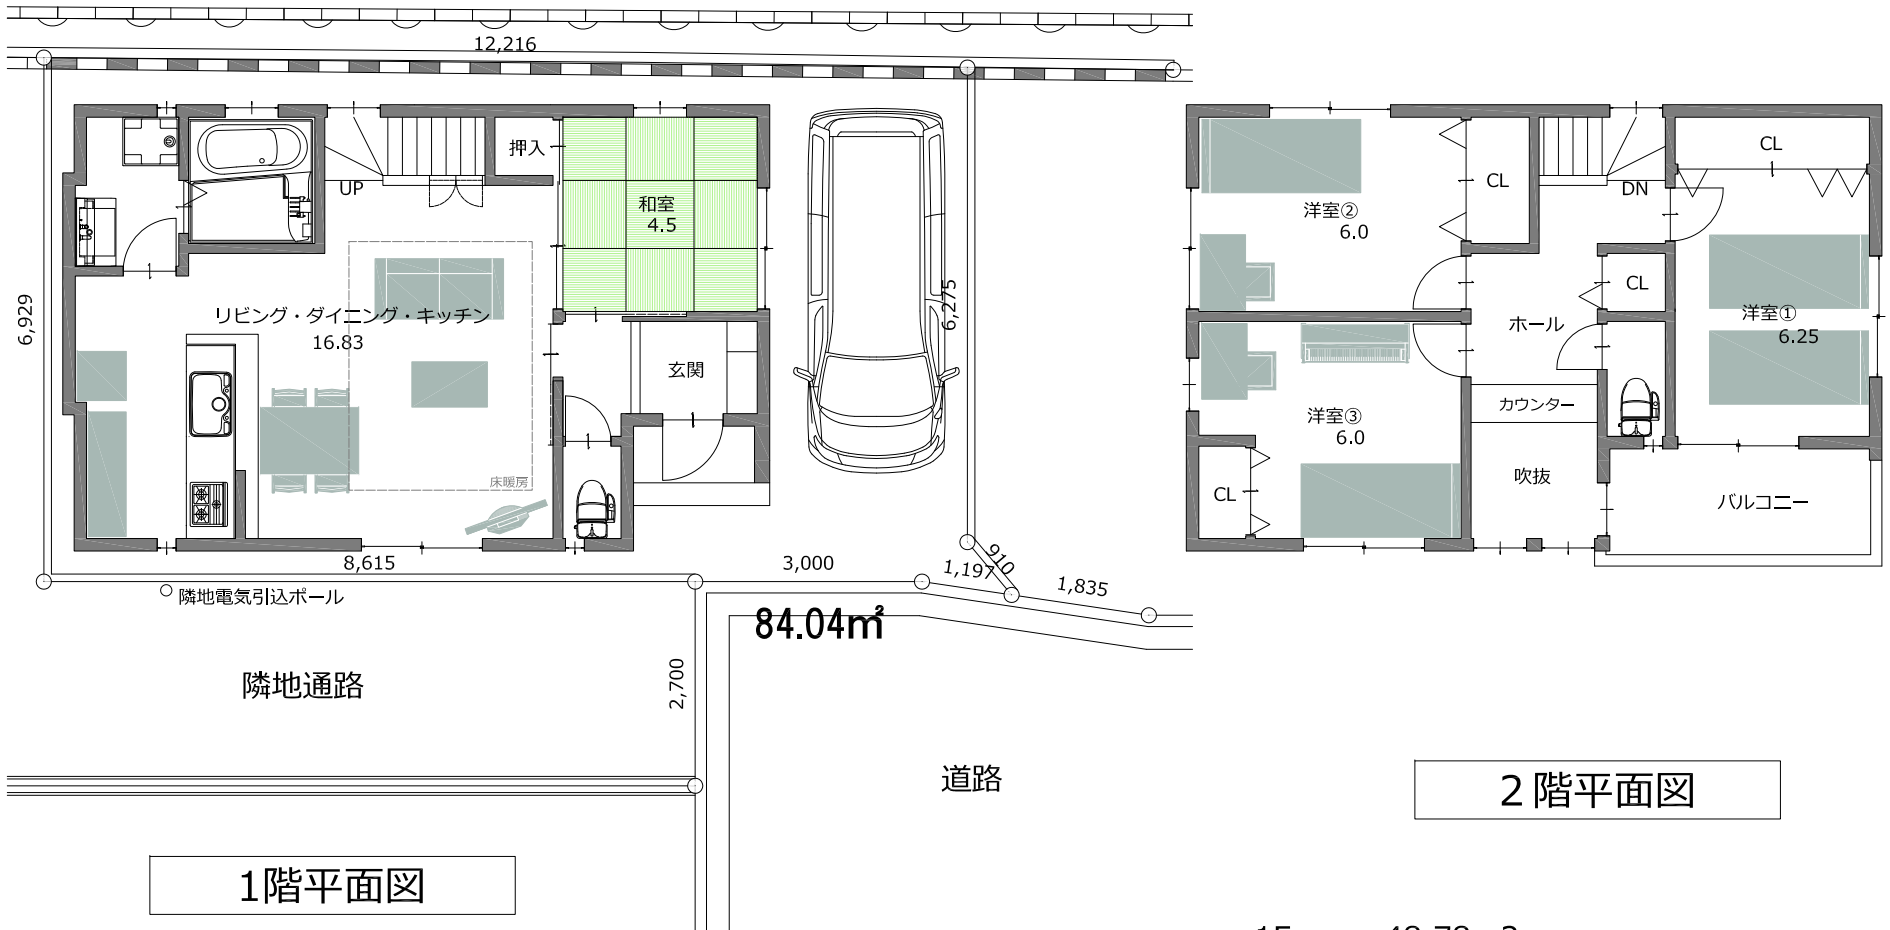 12,216
押入
和室
4.5
UP
リビング・ダイニング・キッチン
16.83
6,929
6,275
玄関
床暖房
8,615
3,000
910
1,197
1,835
隣地電気引込ポール
84.04㎡
隣地通路
2,700
道路
1階平面図
CL
CL
DN
洋室②
6.0
CL
ホール
洋室①
6.25
カウンター
洋室③
6.0
吹抜
CL
バルコニー
2階平面図